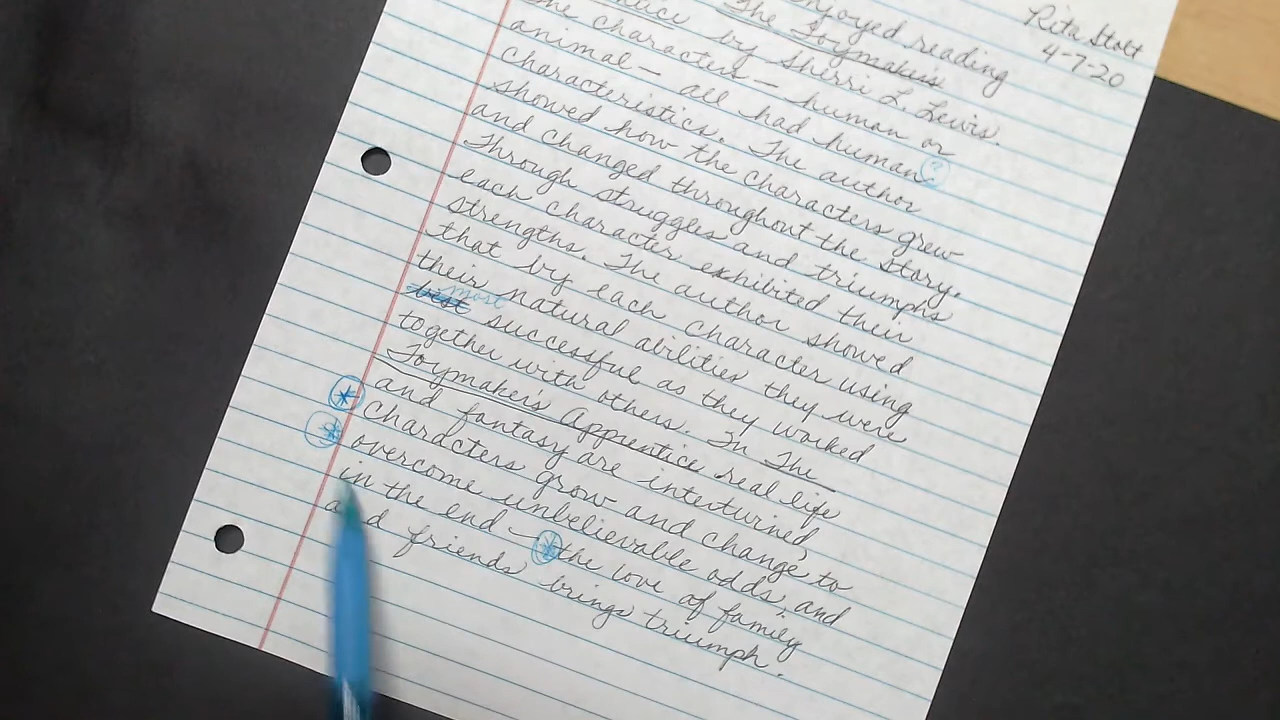 Rita Stott
4-7-20
enjoyed reading
The Toymaker's
by Sherri L. Lewis.
The characters - human or
animal - all had human ?
characteristics. The author
showed how the characters grew
and changed throughout the story.
Through struggles and triumphs
each character exhibited their
strengths. The author showed
that by each character using
their natural abilities they were
best most successful as they worked
together with others. In The
Toymaker's Apprentice real life
* and fantasy are intertwined,
* characters grow and change to
overcome unbelievable odds, and
in the end - * the love of family
and friends brings triumph.